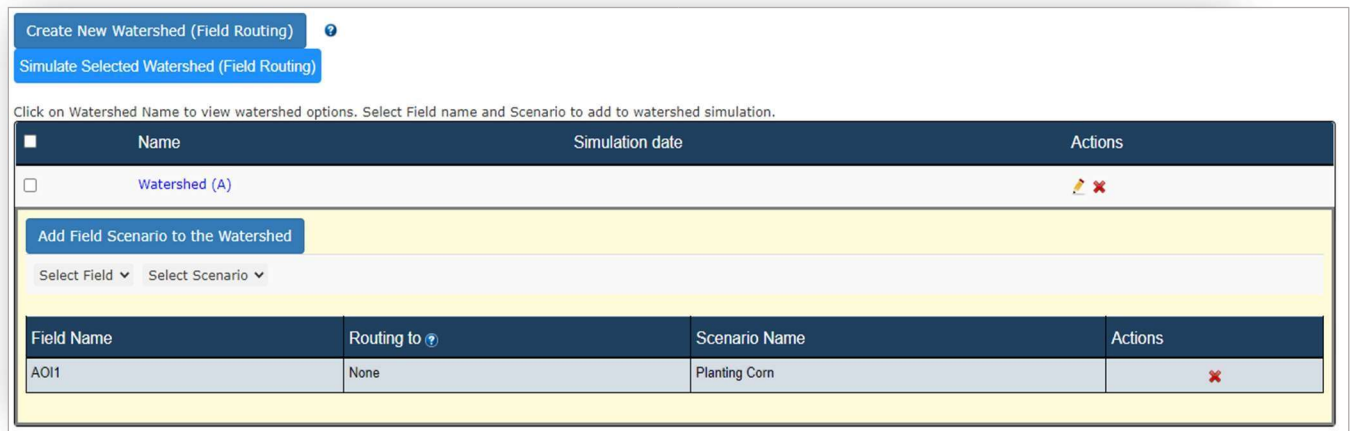 Create New Watershed (Field Routing)
Simulate Selected Watershed (Field Routing)
Click on Watershed Name to view watershed options. Select Field name and Scenario to add to watershed simulation.
Name Simulation date Actions
Watershed (A)
Add Field Scenario to the Watershed
Select Field Select Scenario
Field Name Routing to ? Scenario Name Actions
AOI1 None Planting Corn